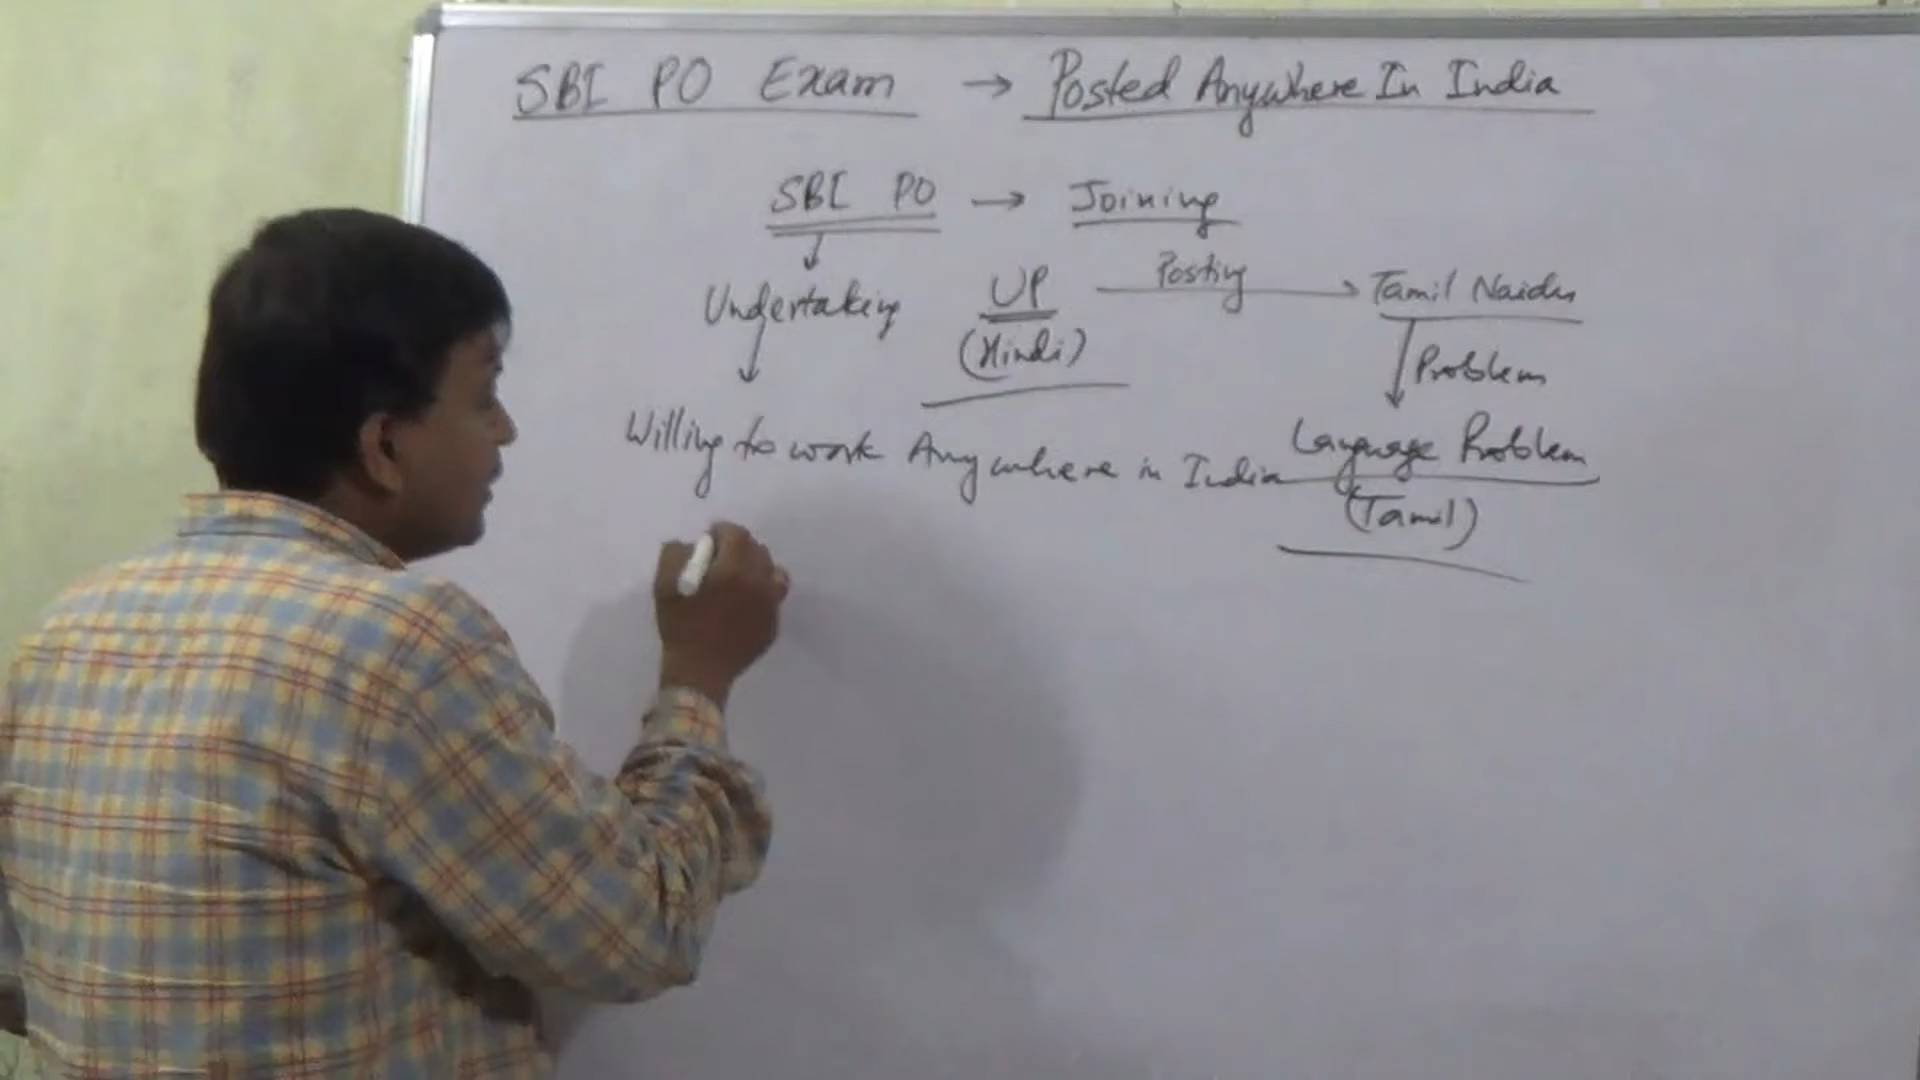 SBI PO Exam → Posted Anywhere In India
SBI PO → Joining
Undertaking
UP
(Hindi)
Posting
Tamil Naidu
Problem
Willing to work Anywhere in India
Language Problem
(Tamil)